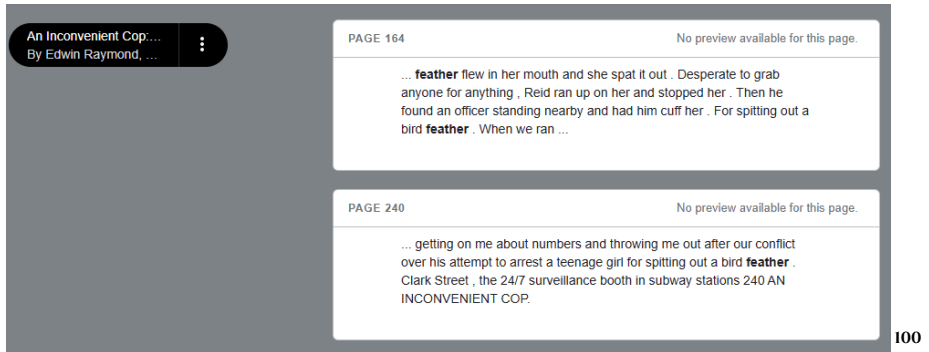 An Inconvenient Cop:...
By Edwin Raymond, ...
PAGE 164 No preview available for this page.
... feather flew in her mouth and she spat it out . Desperate to grab
anyone for anything , Reid ran up on her and stopped her . Then he
found an officer standing nearby and had him cuff her . For spitting out a
bird feather . When we ran ...
PAGE 240 No preview available for this page.
... getting on me about numbers and throwing me out after our conflict
over his attempt to arrest a teenage girl for spitting out a bird feather .
Clark Street , the 24/7 surveillance booth in subway stations 240 AN
INCONVENIENT COP.
100